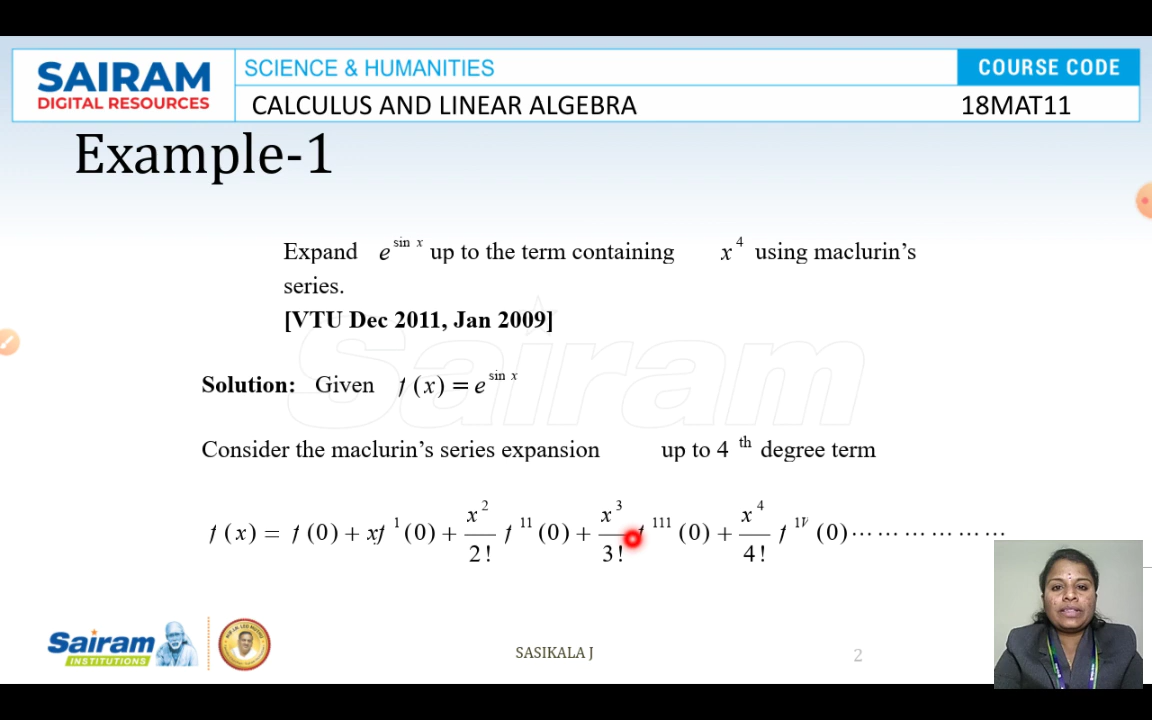 SAIRAM
DIGITAL RESOURCES
SCIENCE & HUMANITIES
COURSE CODE
CALCULUS AND LINEAR ALGEBRA
18MAT11
Example-1
Expand e^{sin x} up to the term containing x^4 using maclurin's
series.
[VTU Dec 2011, Jan 2009]
Sairam
Solution: Given f (x) = e^{sin x}
Consider the maclurin's series expansion up to 4^{th} degree term
f (x) = f (0) + xf^1 (0) + x^2/2! f^{11} (0) + x^3/3! f^{111} (0) + x^4/4! f^{1V} (0) ⋯ ⋯ ⋯ ⋯ ⋯ ⋯
Sairam
INSTITUTIONS
SASIKALA J
2